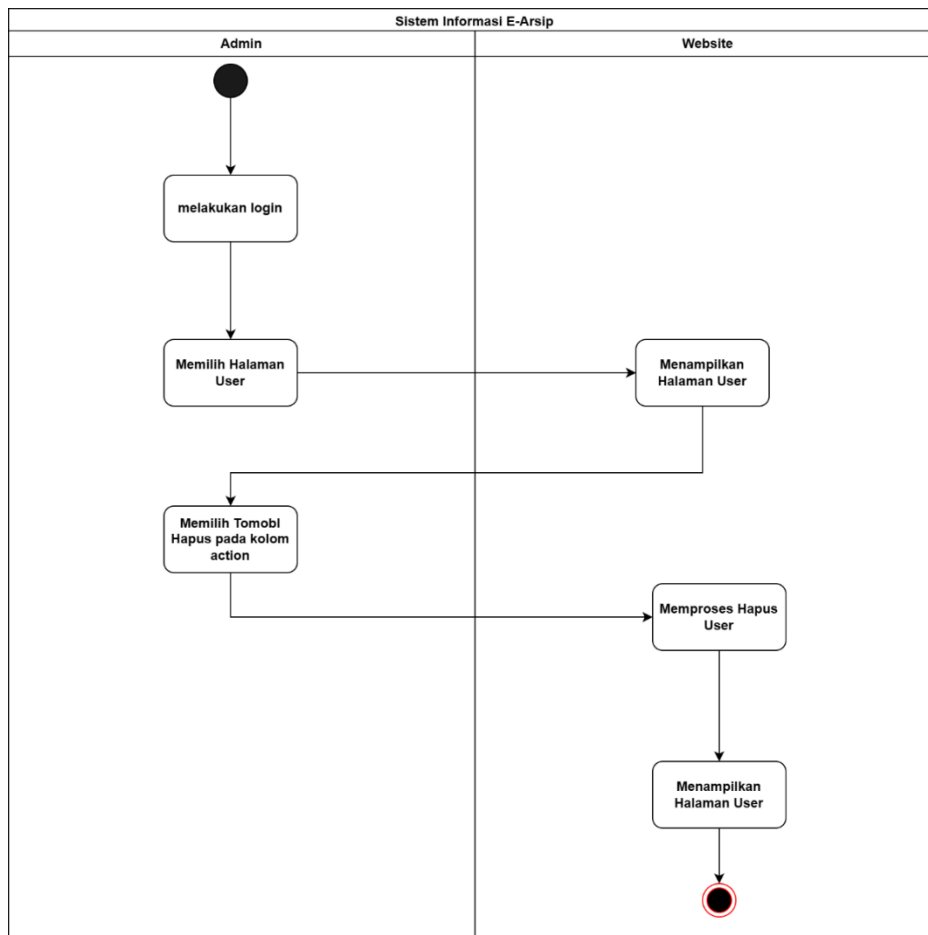 Sistem Informasi E-Arsip
Admin
Website
melakukan login
Memilih Halaman
User
Menampilkan
Halaman User
Memilih Tomobl
Hapus pada kolom
action
Memproses Hapus
User
Menampilkan
Halaman User